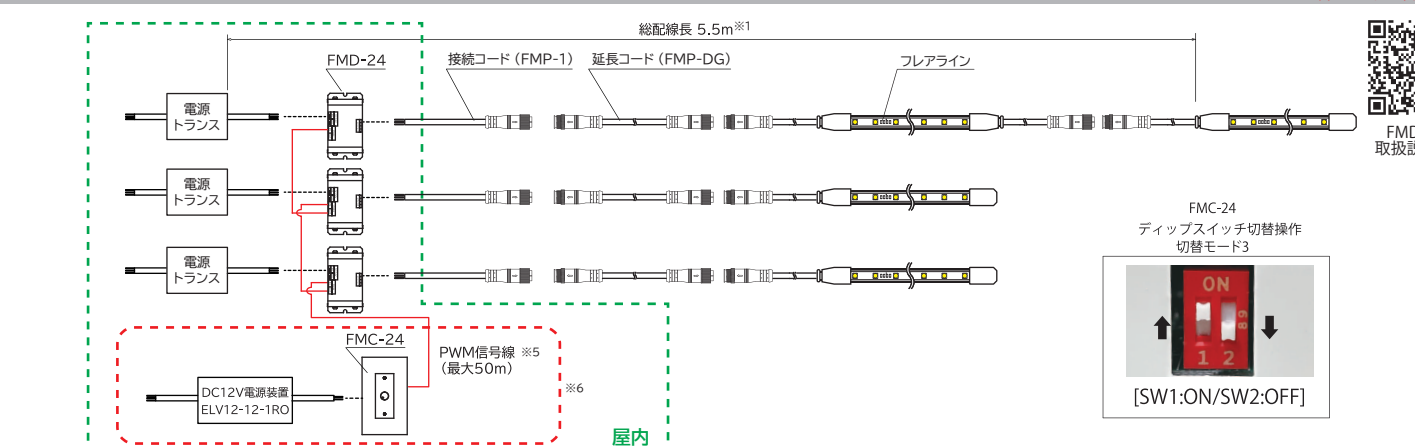 総配線長 5.5m※1
FMD-24
接続コード（FMP-1）
延長コード（FMP-DG）
フレアライン
電源
トランス
電源
トランス
電源
トランス
FMD
取扱説
FMC-24
ディップスイッチ切替操作
切替モード3
ON
1 2
89
[SW1:ON/SW2:OFF]
FMC-24
PWM信号線 ※5
（最大50m）
DC12V電源装置
ELV12-12-1RO
※6
屋内